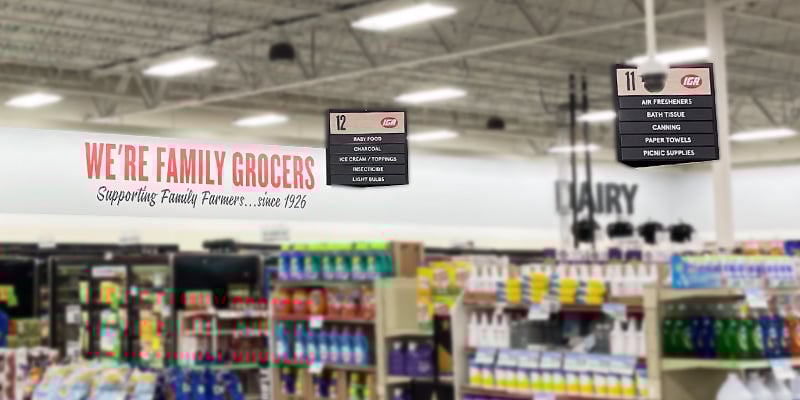 WE'RE FAMILY GROCERS
Supporting Family Farmers...since 1926
12 IGA
BABY FOOD
CHARCOAL
ICE CREAM / TOPPINGS
INSECTICIDE
LIGHT BULBS
11 IGA
AIR FRESHENERS
BATH TISSUE
CANNING
PAPER TOWELS
PICNIC SUPPLIES
DAIRY